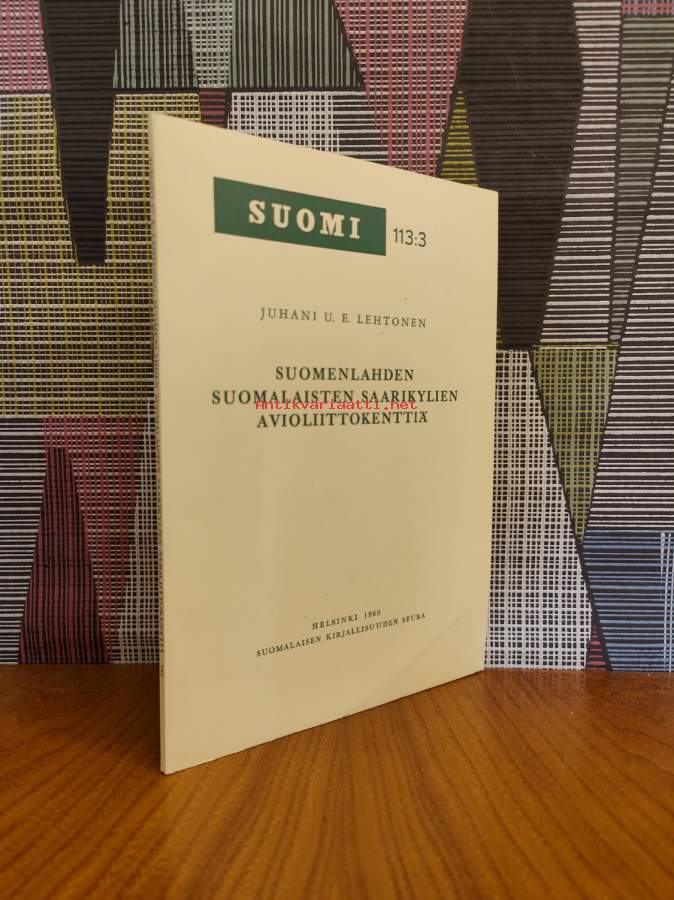 SUOMI
113:3
JUHANI U. E. LEHTONEN
SUOMENLAHDEN
SUOMALAISTEN SAARIKYLIEN
Antikvariaatti.net
AVIOLIITTOKENTTIÄ
HELSINKI 1968
SUOMALAISEN KIRJALLISUUDEN SEURA